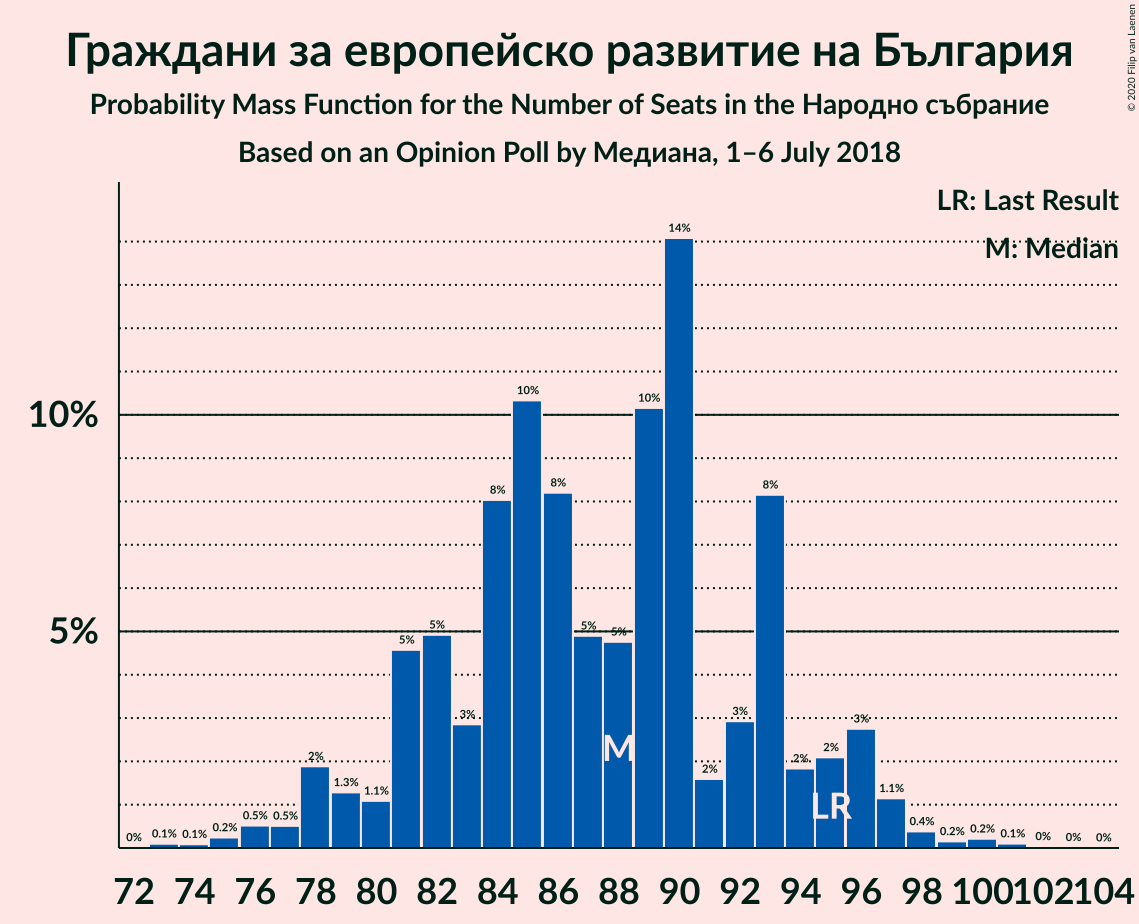 Граждани за европейско развитие на България
Probability Mass Function for the Number of Seats in the Народно събрание
Based on an Opinion Poll by Медиана, 1–6 July 2018
© 2020 Filip van Laenen
LR: Last Result
M: Median
10%
5%
0% 0.1% 0.1% 0.2% 0.5% 0.5% 2% 1.3% 1.1% 5% 5% 3% 8% 10% 8% 5% 5% 10% 14% 2% 3% 8% 2% 2% 3% 1.1% 0.4% 0.2% 0.2% 0.1% 0% 0% 0%
M
LR
72 74 76 78 80 82 84 86 88 90 92 94 96 98 100 102 104